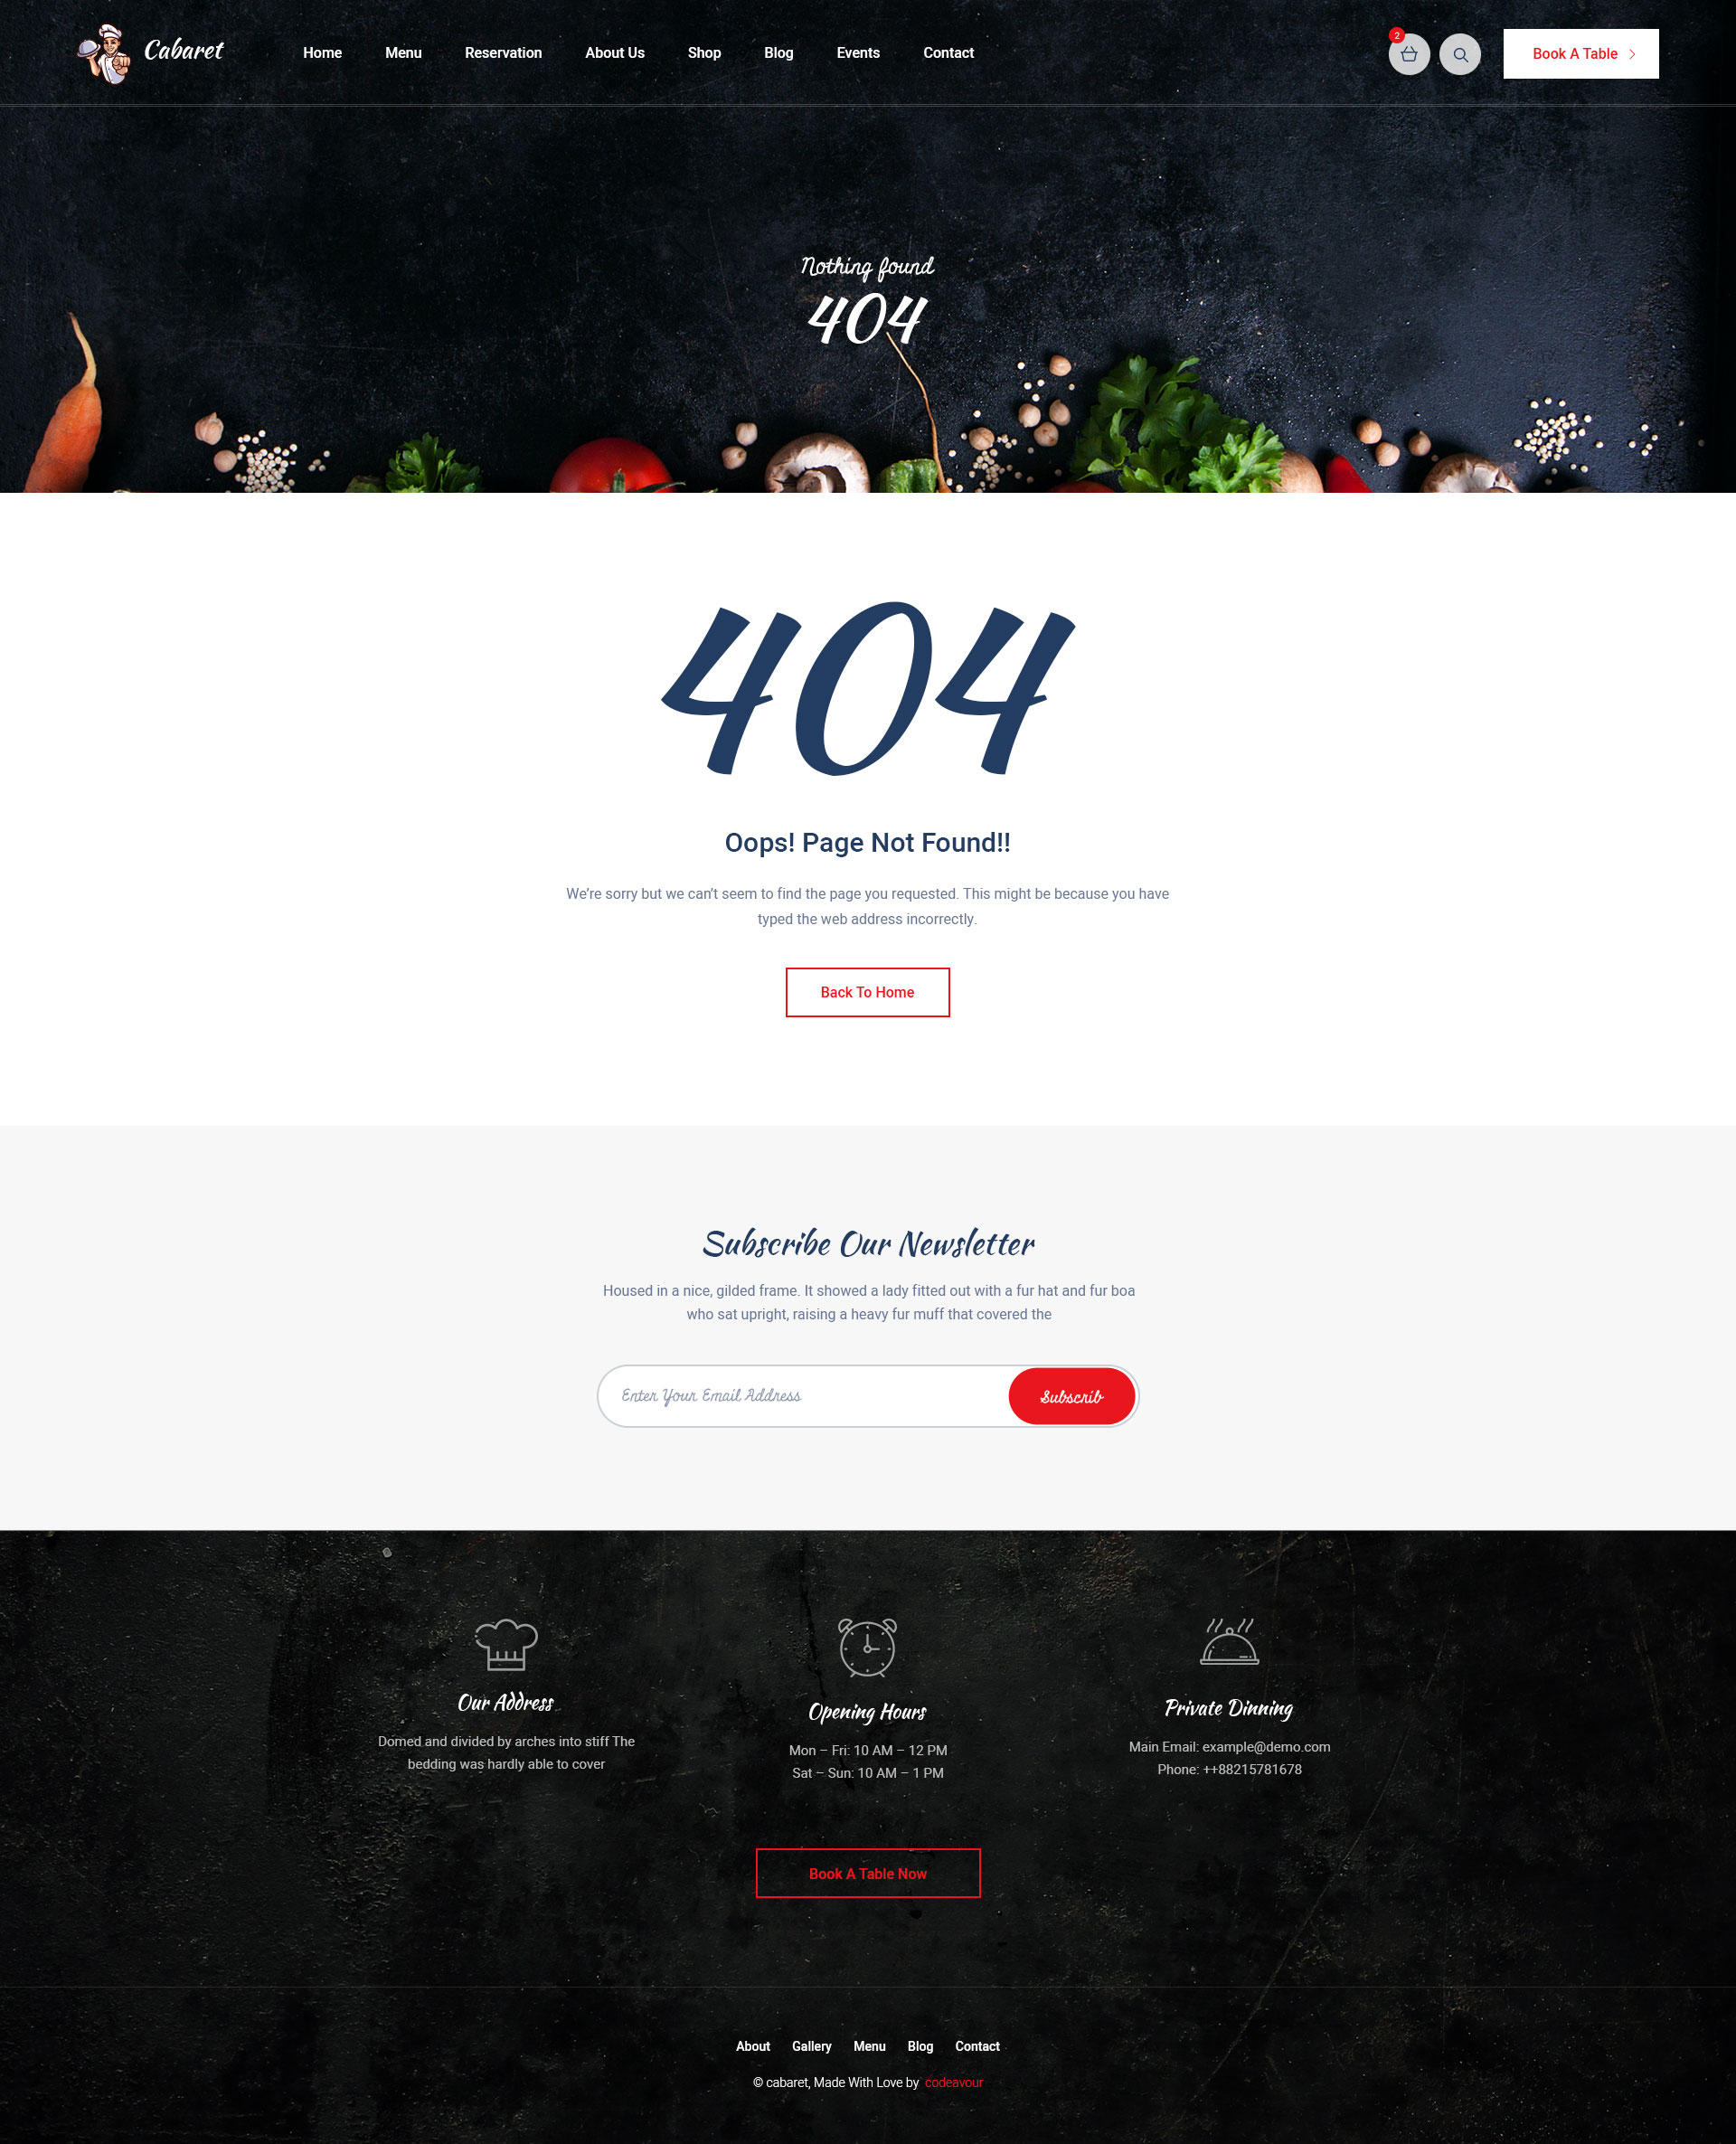 Cabaret
Home Menu Reservation About Us Shop Blog Events Contact
2
Book A Table
Nothing found
404
404
Oops! Page Not Found!!
We're sorry but we can't seem to find the page you requested. This might be because you have
typed the web address incorrectly.
Back To Home
Subscribe Our Newsletter
Housed in a nice, gilded frame. It showed a lady fitted out with a fur hat and fur boa
who sat upright, raising a heavy fur muff that covered the
Enter Your Email Address
Subscrib
Our Address
Domed and divided by arches into stiff The
bedding was hardly able to cover
Opening Hours
Mon – Fri: 10 AM – 12 PM
Sat – Sun: 10 AM – 1 PM
Private Dinning
Main Email: example@demo.com
Phone: ++88215781678
Book A Table Now
About Gallery Menu Blog Contact
© cabaret, Made With Love by codeavour